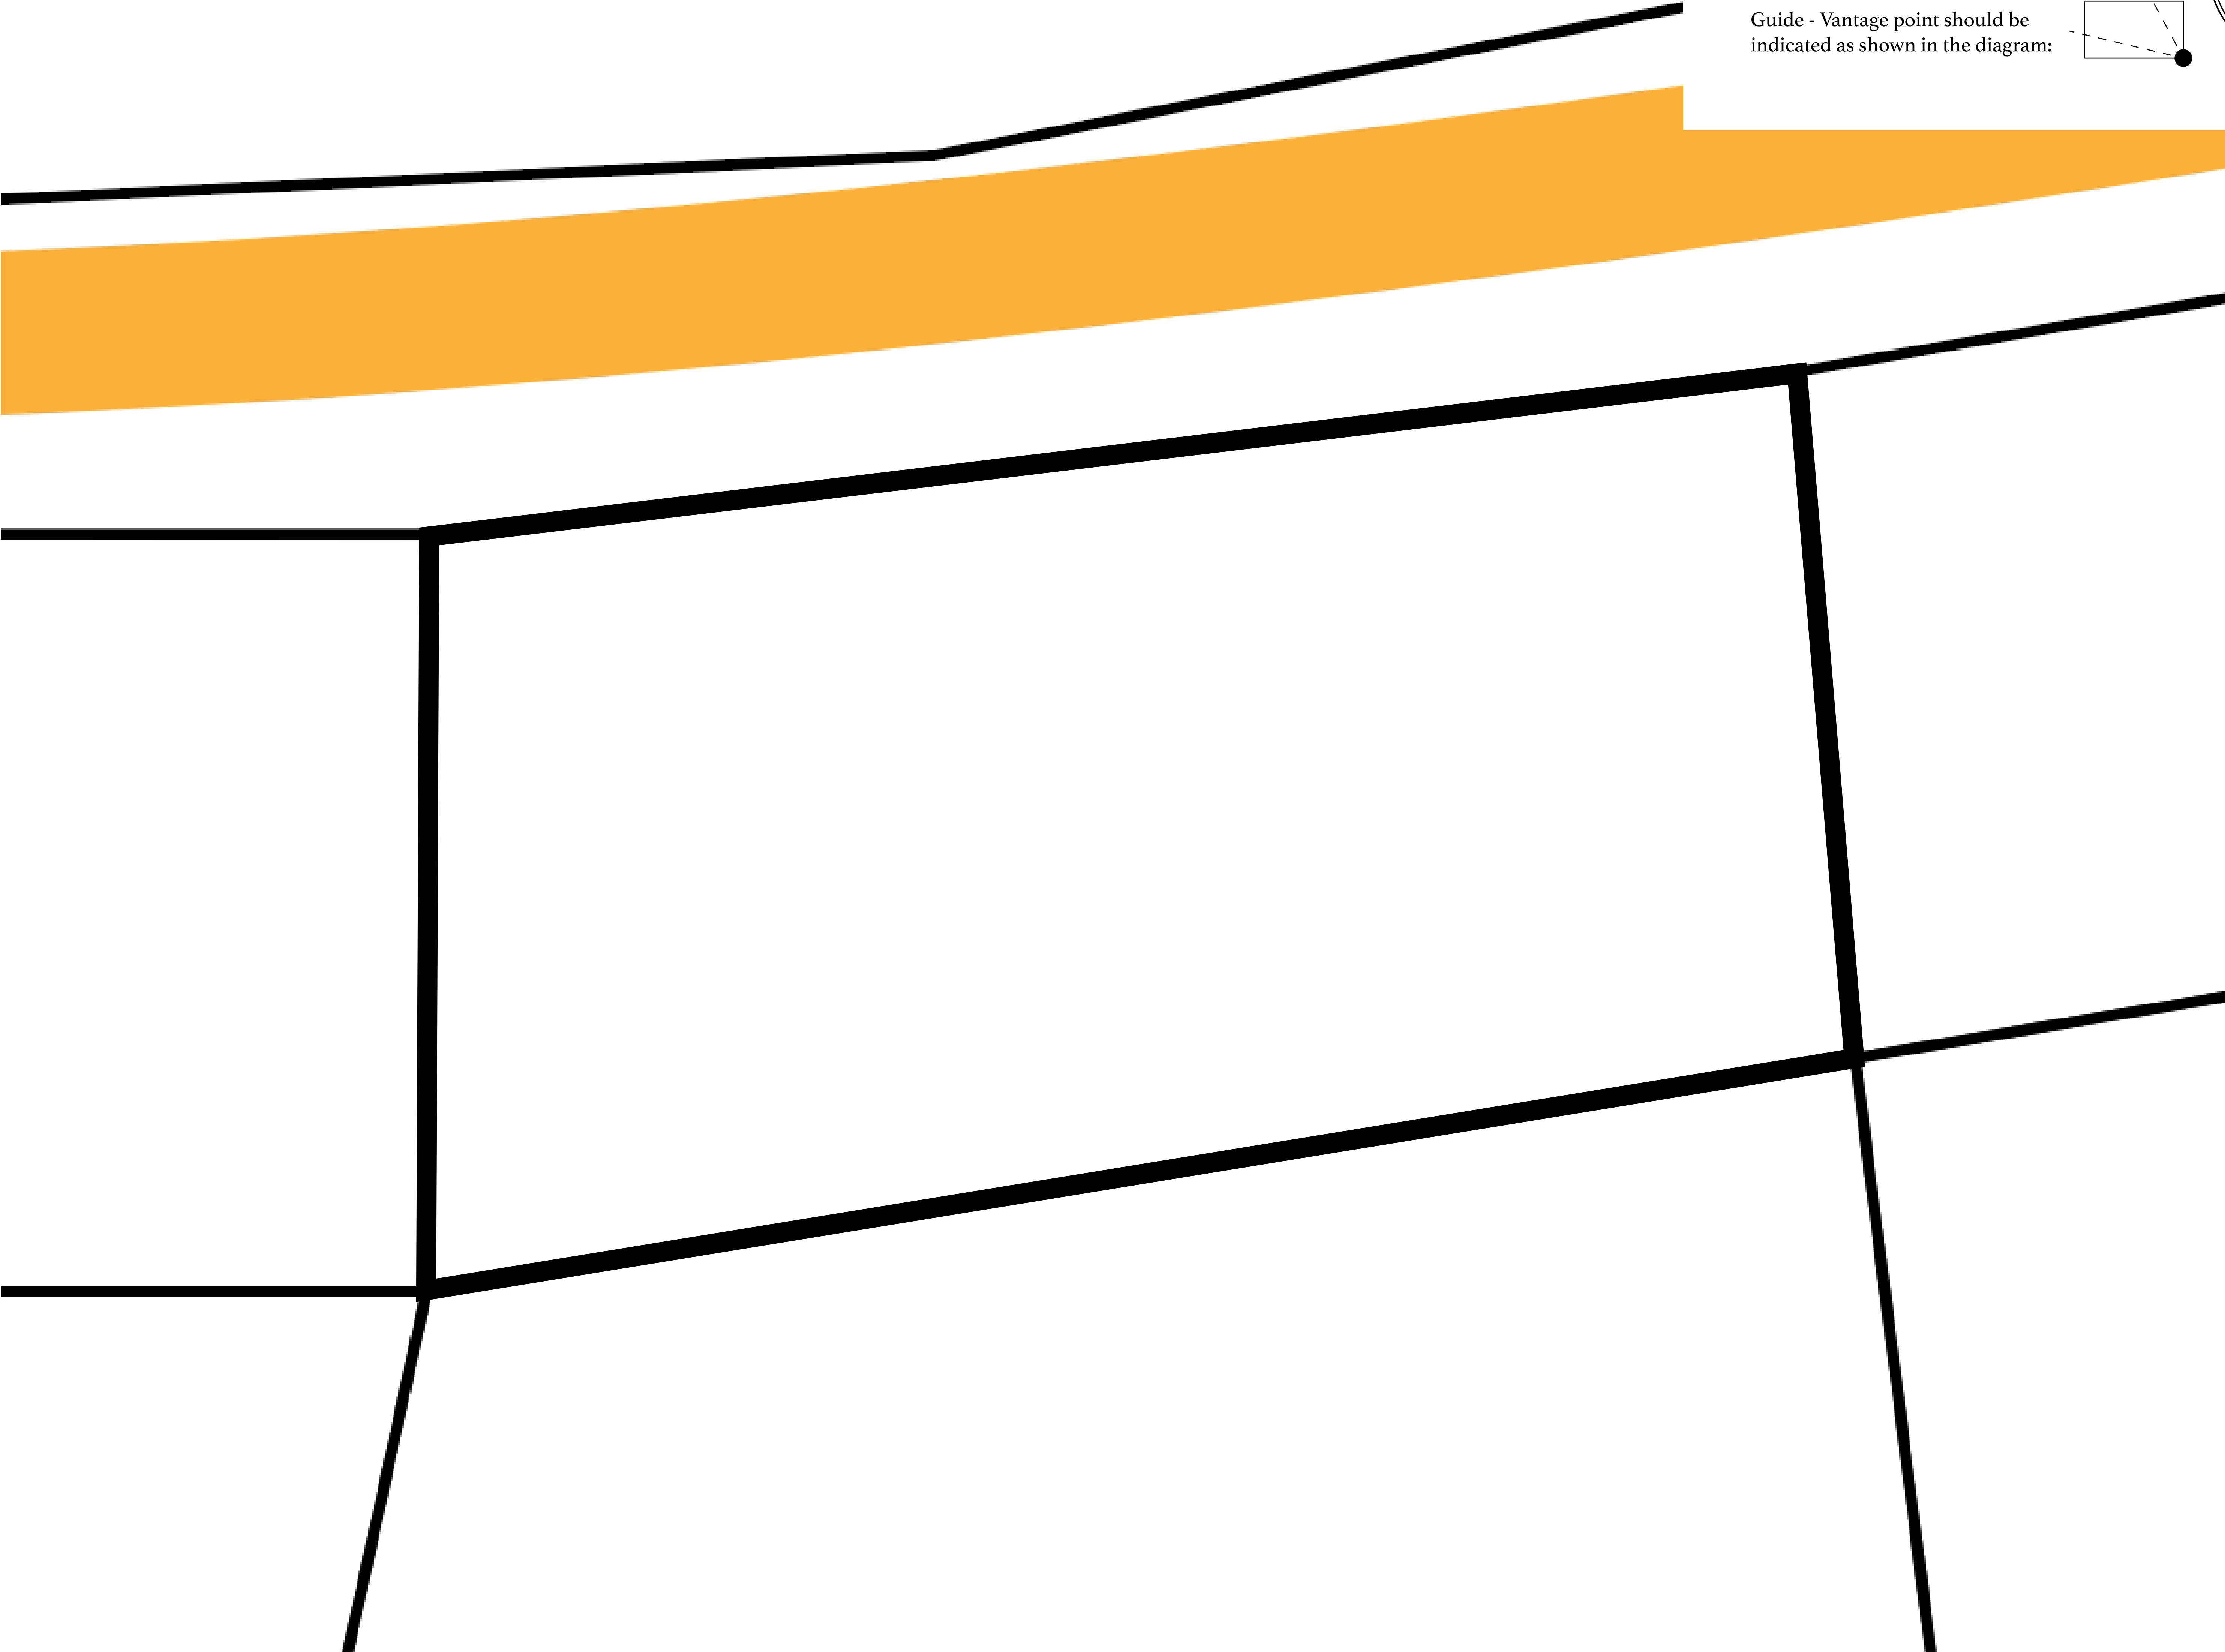 Guide - Vantage point should be
indicated as shown in the diagram: